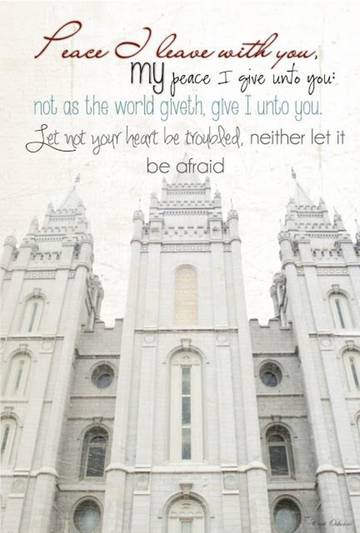 Peace I leave with you,
my peace I give unto you:
not as the world giveth, give I unto you.
Let not your heart be troubled, neither let it
be afraid